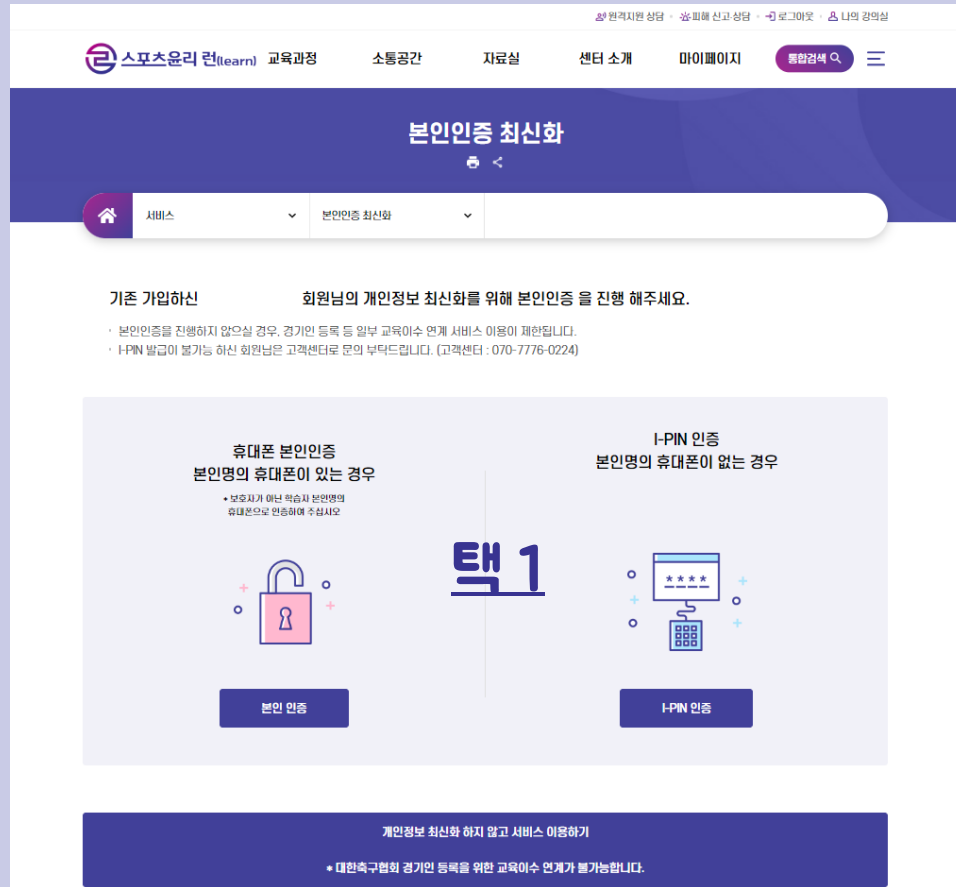 원격지원 상담 · 피해 신고·상담 · 로그아웃 · 나의 강의실
스포츠윤리 런(learn) 교육과정 소통공간 자료실 센터 소개 마이페이지 통합검색
본인인증 최신화
서비스 본인인증 최신화
기존 가입하신 회원님의 개인정보 최신화를 위해 본인인증 을 진행 해주세요.
· 본인인증을 진행하지 않으실 경우, 경기인 등록 등 일부 교육이수 연계 서비스 이용이 제한됩니다.
· I-PIN 발급이 불가능 하신 회원님은 고객센터로 문의 부탁드립니다. (고객센터 : 070-7776-0224)
휴대폰 본인인증
본인명의 휴대폰이 있는 경우
* 보호자가 아닌 학습자 본인명의
휴대폰으로 인증하여 주십시오
I-PIN 인증
본인명의 휴대폰이 없는 경우
택 1
****
본인 인증
I-PIN 인증
개인정보 최신화 하지 않고 서비스 이용하기
* 대한축구협회 경기인 등록을 위한 교육이수 연계가 불가능합니다.